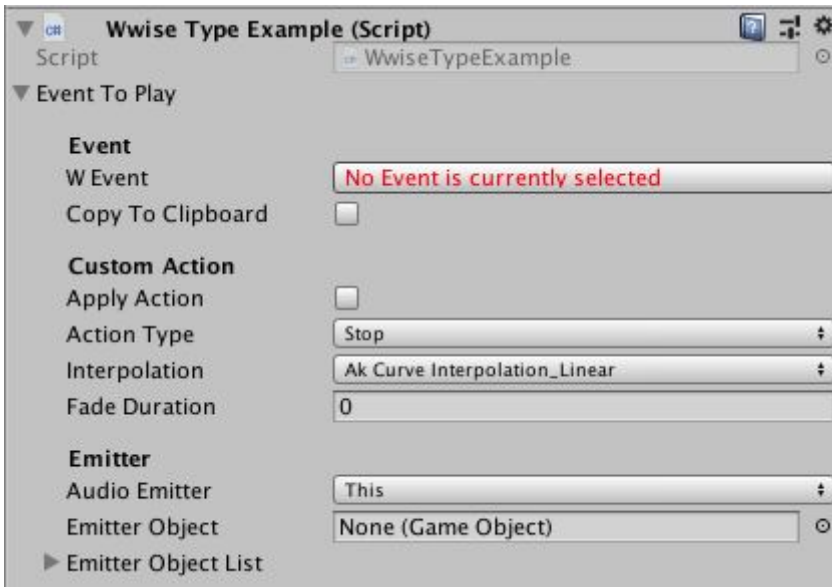 Wwise Type Example (Script)
Script WwiseTypeExample
Event To Play
Event
W Event No Event is currently selected
Copy To Clipboard
Custom Action
Apply Action
Action Type Stop
Interpolation Ak Curve Interpolation_Linear
Fade Duration 0
Emitter
Audio Emitter This
Emitter Object None (Game Object)
Emitter Object List